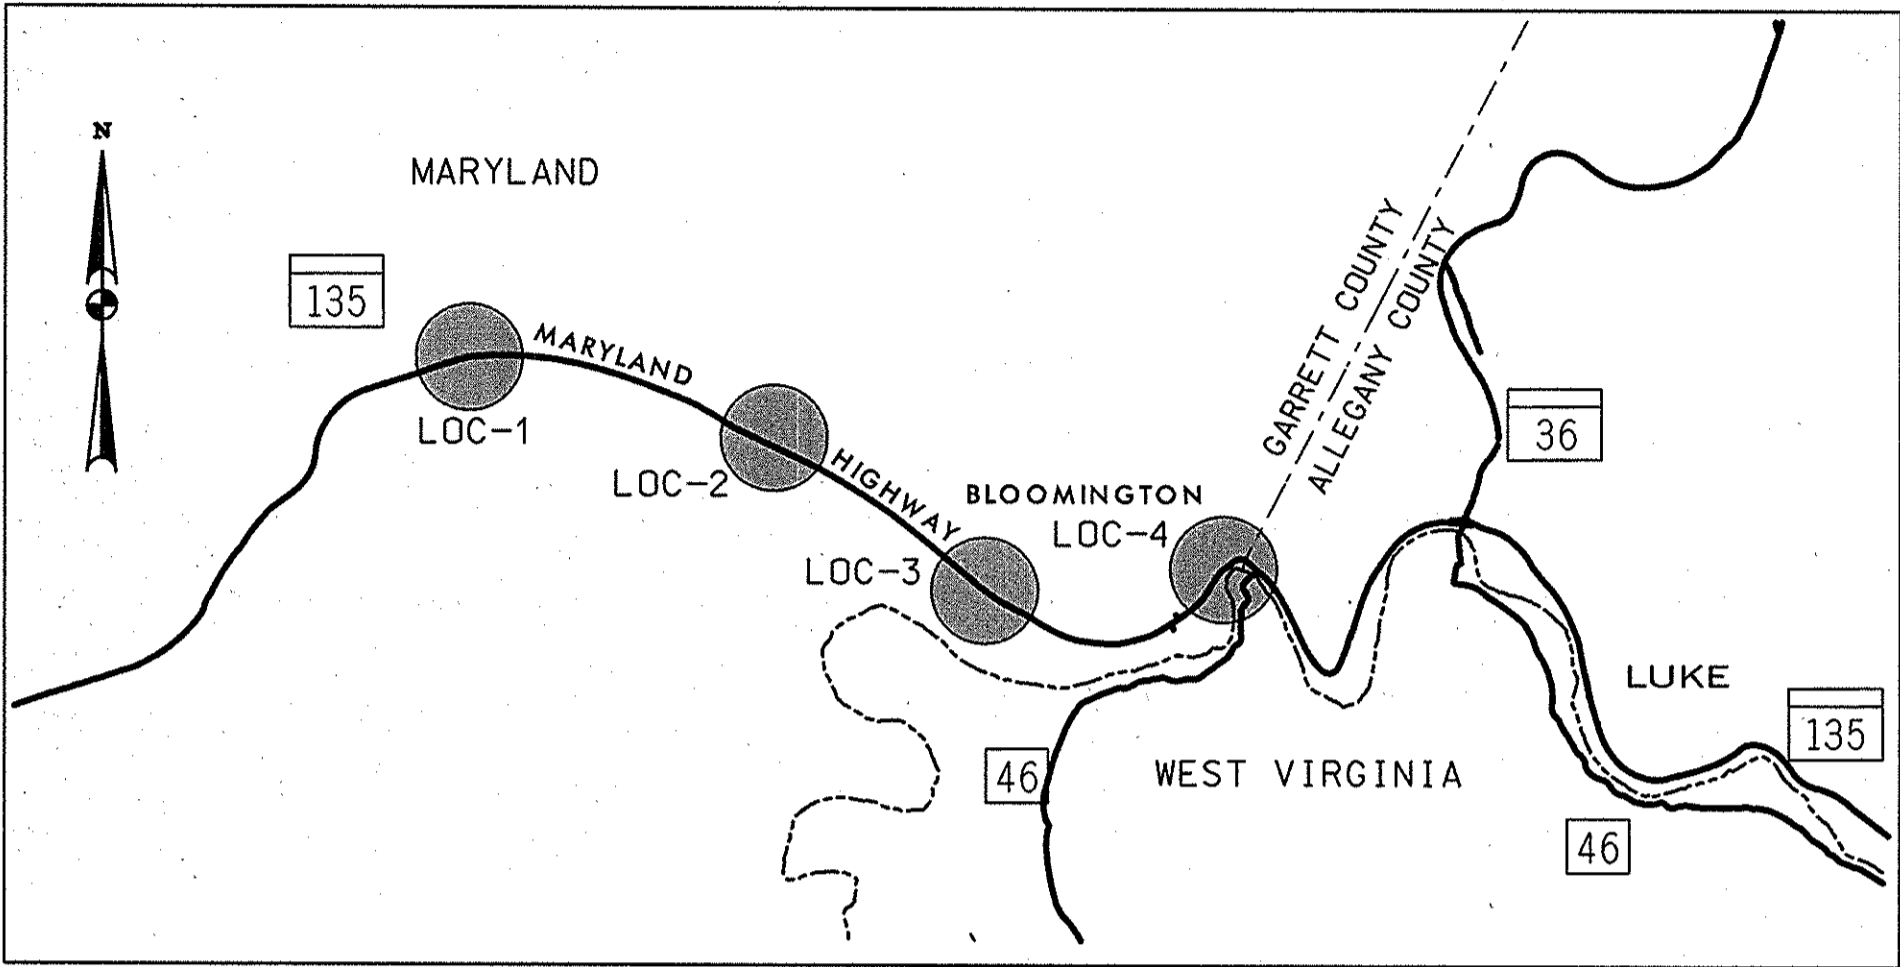 N
MARYLAND
135
MARYLAND
HIGHWAY
LOC-1
LOC-2
LOC-3
BLOOMINGTON
LOC-4
GARRETT COUNTY
ALLEGANY COUNTY
36
LUKE
135
46
WEST VIRGINIA
46